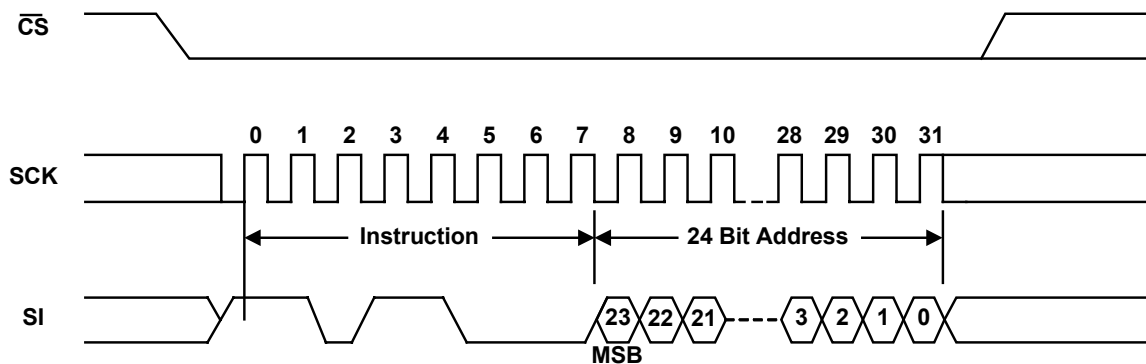 CS
0 1 2 3 4 5 6 7 8 9 10 28 29 30 31
SCK
Instruction 24 Bit Address
SI 23 22 21 3 2 1 0
MSB